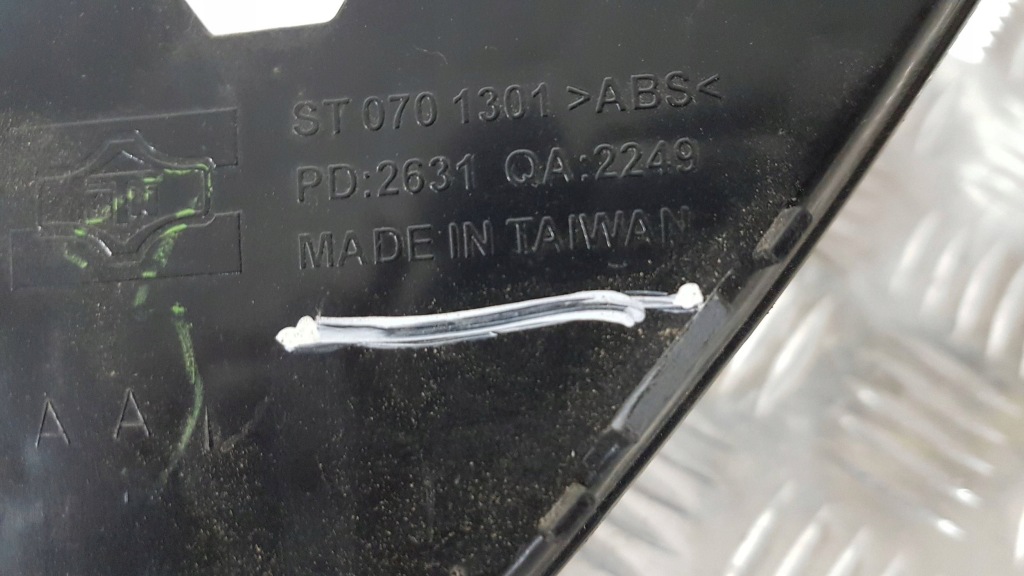 ST 070 1301 >ABS<
PD:2631 QA:2249
MADE IN TAIWAN
A A